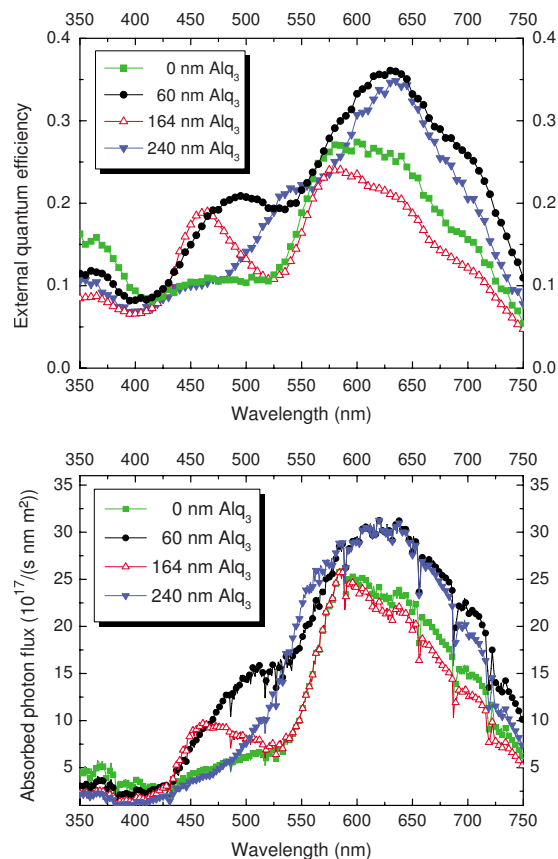 350 400 450 500 550 600 650 700 750
0.4 0.4
0 nm Alq3
60 nm Alq3
164 nm Alq3
240 nm Alq3
0.3 0.3
0.2 0.2
0.1 0.1
0.0 0.0
External quantum efficiency
350 400 450 500 550 600 650 700 750
Wavelength (nm)
350 400 450 500 550 600 650 700 750
0 nm Alq3
60 nm Alq3
164 nm Alq3
240 nm Alq3
35 35
30 30
25 25
20 20
15 15
10 10
5 5
Absorbed photon flux (10^17/(s nm m²))
350 400 450 500 550 600 650 700 750
Wavelength (nm)